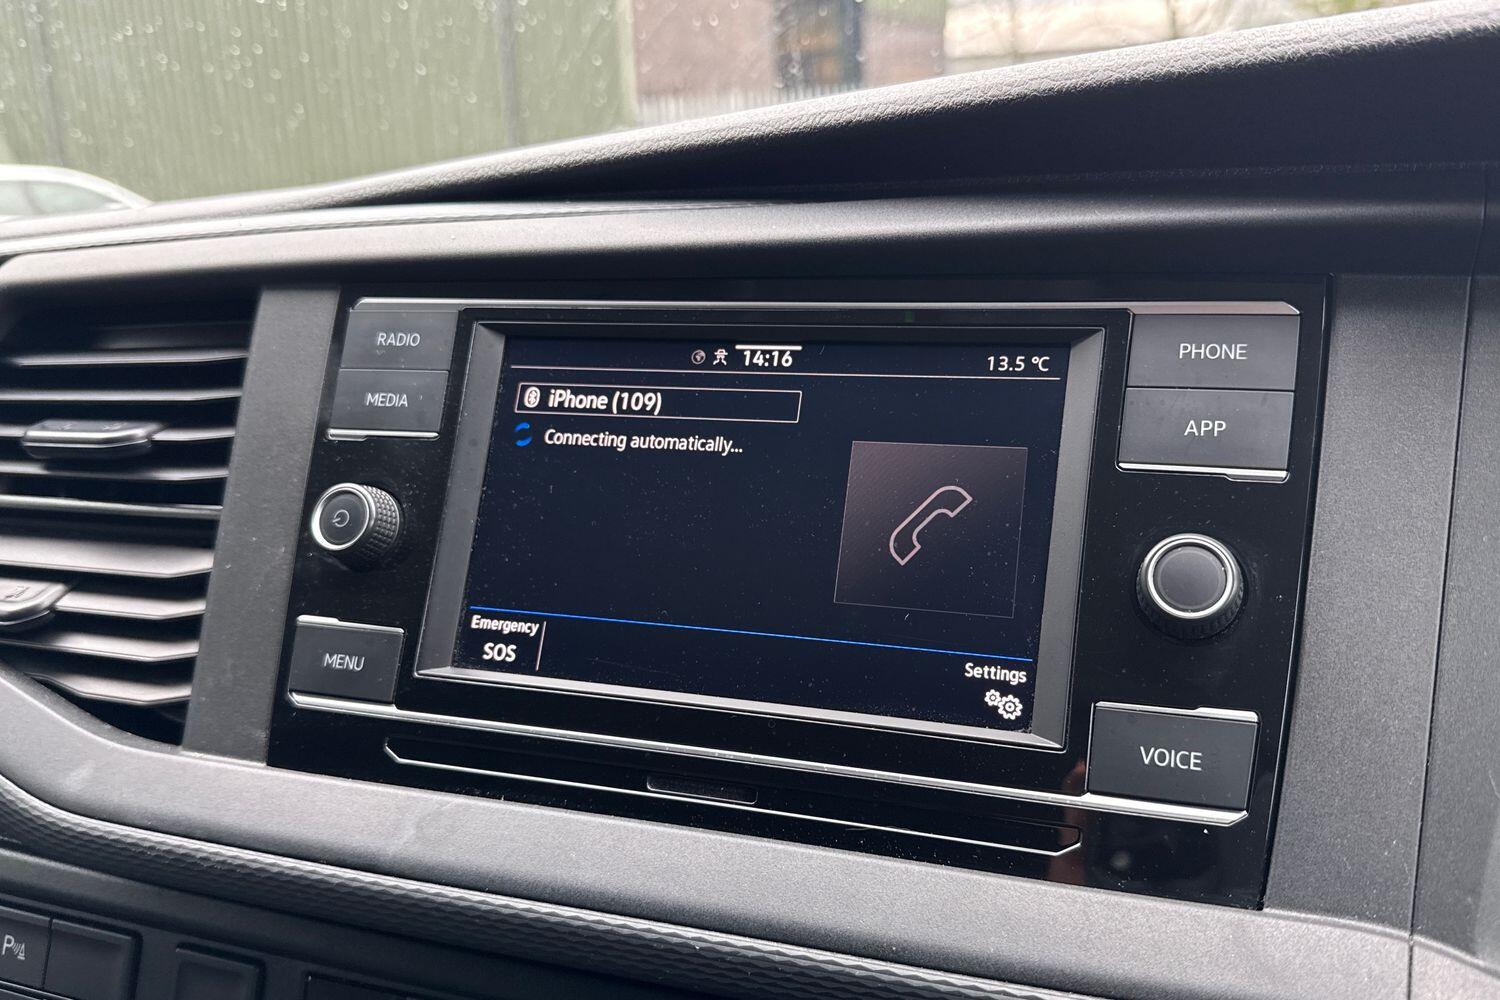 RADIO
MEDIA
14:16
13.5 °C
iPhone (109)
Connecting automatically...
PHONE
APP
Emergency
SOS
Settings
MENU
VOICE
P